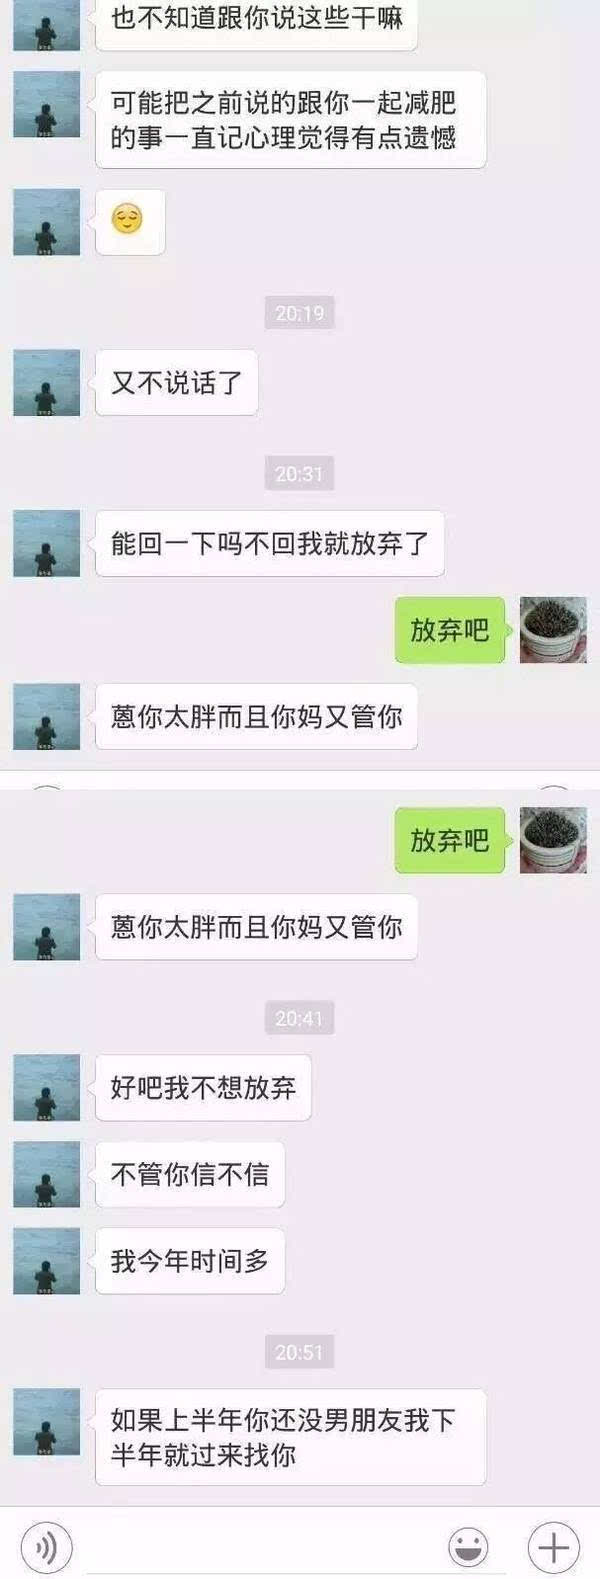 也不知道跟你说这些干嘛
可能把之前说的跟你一起减肥
的事一直记心理觉得有点遗憾
20:19
又不说话了
20:31
能回一下吗不回我就放弃了
放弃吧
蒽你太胖而且你妈又管你
放弃吧
蒽你太胖而且你妈又管你
20:41
好吧我不想放弃
不管你信不信
我今年时间多
20:51
如果上半年你还没男朋友我下
半年就过来找你